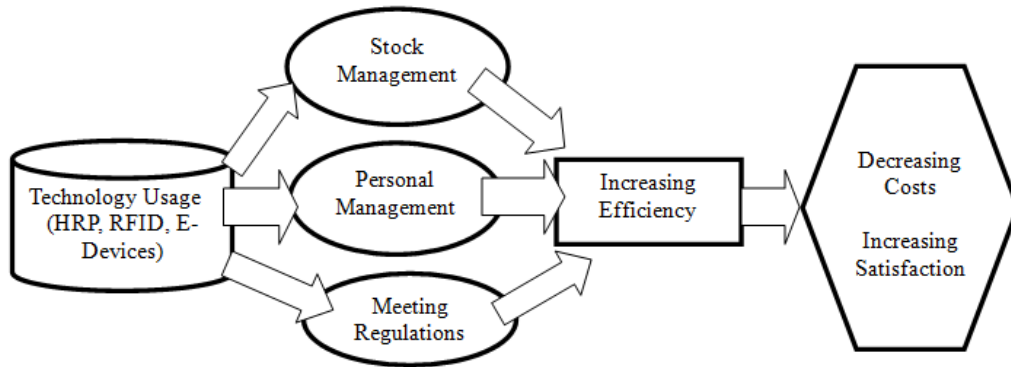 Stock
Management
Technology Usage
(HRP, RFID, E-
Devices)
Personal
Management
Meeting
Regulations
Increasing
Efficiency
Decreasing
Costs
Increasing
Satisfaction